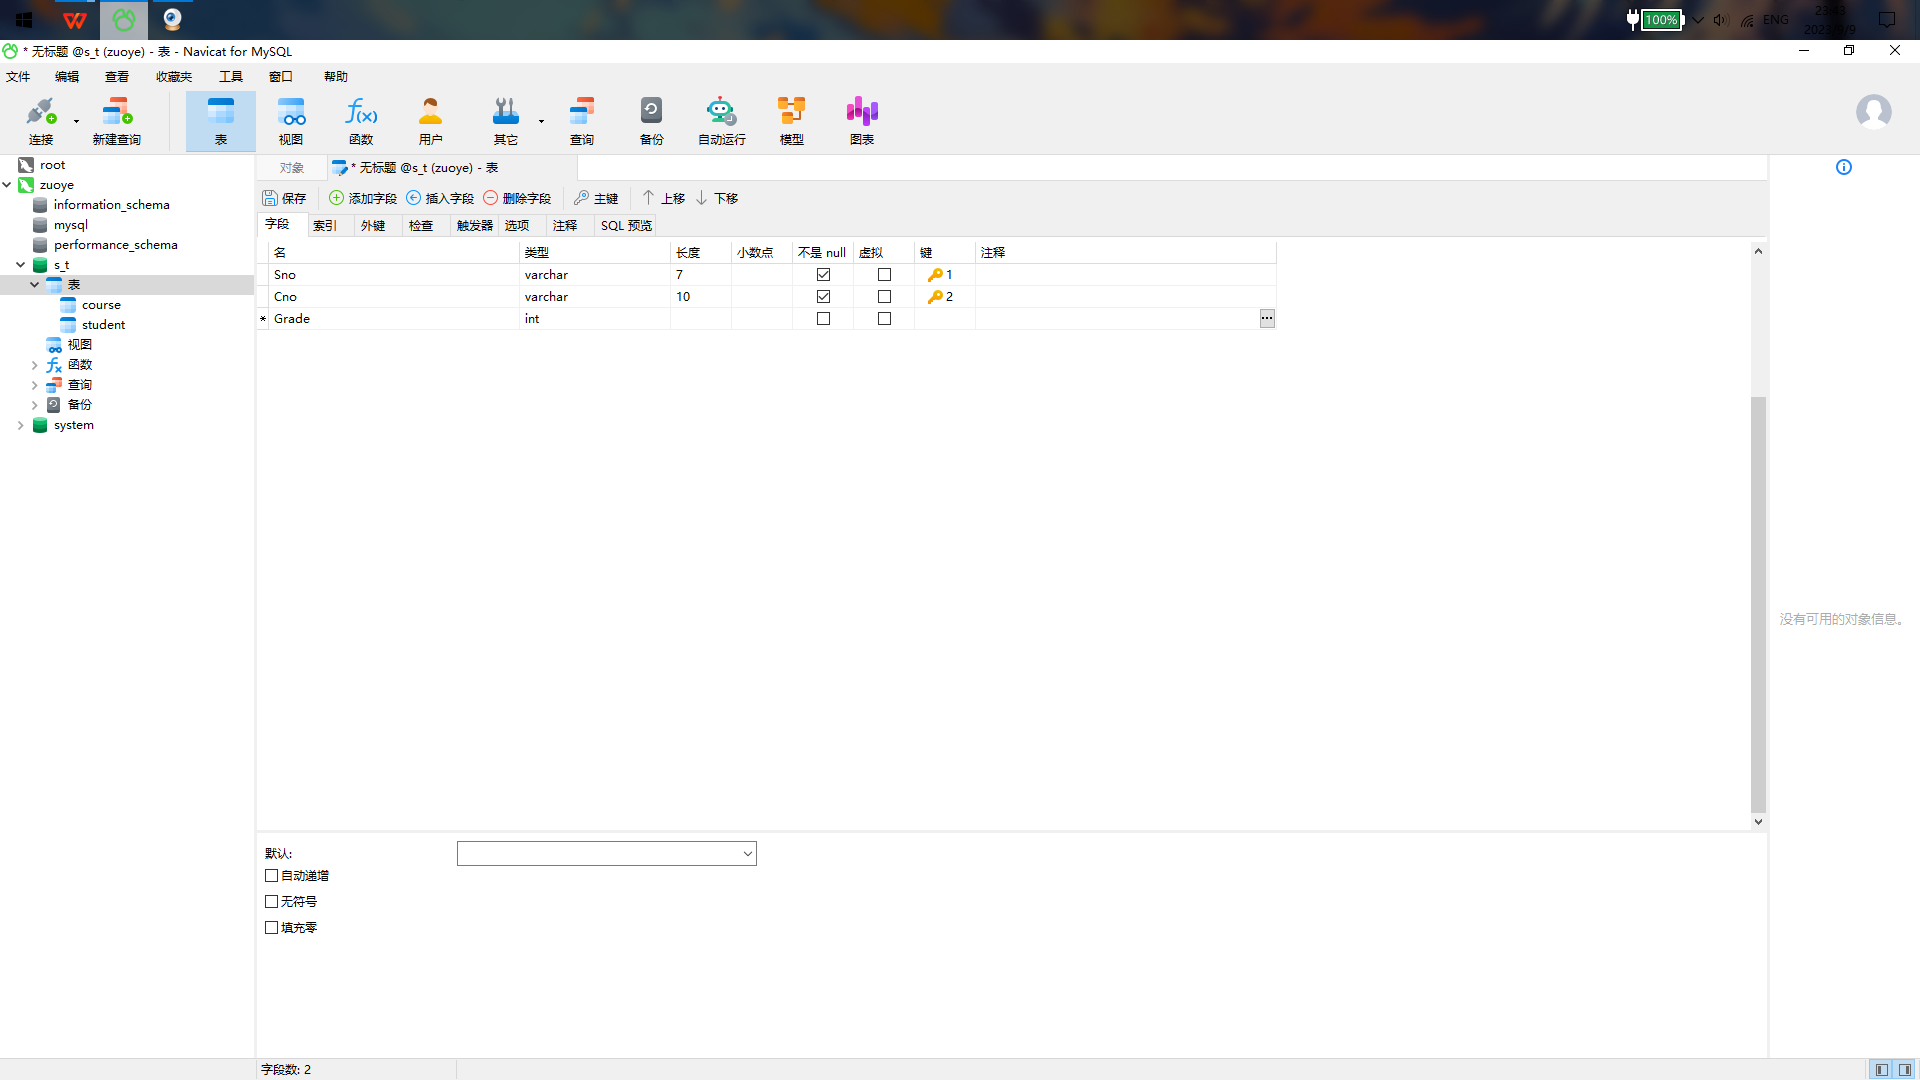 100%
ENG
23:43
* 无标题 @s_t (zuoye) - 表 - Navicat for MySQL
文件 编辑 查看 收藏夹 工具 窗口 帮助
连接 新建查询 表 视图 函数 用户 其它 查询 备份 自动运行 模型 图表
root
zuoye
information_schema
mysql
performance_schema
s_t
表
course
student
视图
函数
查询
备份
system
对象 * 无标题 @s_t (zuoye) - 表
保存 添加字段 插入字段 删除字段 主键 上移 下移
字段 索引 外键 检查 触发器 选项 注释 SQL 预览
名 类型 长度 小数点 不是 null 虚拟 键 注释
Sno varchar 7 1
Cno varchar 10 2
* Grade int
没有可用的对象信息。
默认:
自动递增
无符号
填充零
字段数: 2